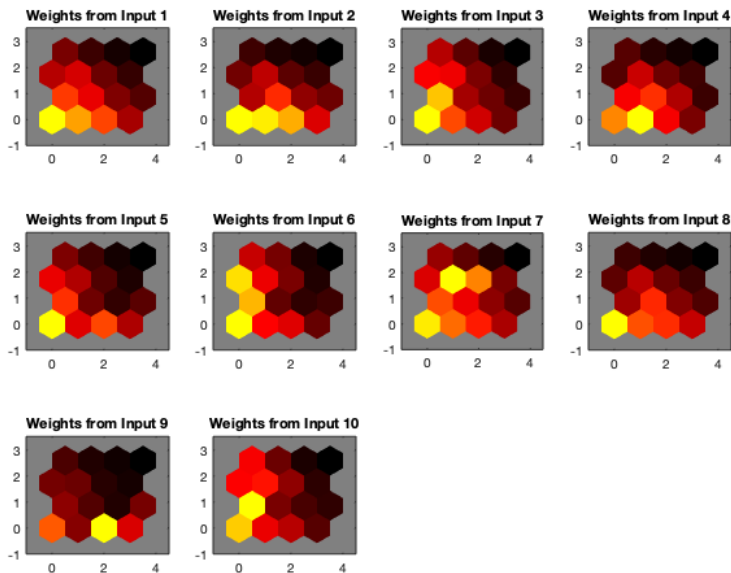 Weights from Input 1
Weights from Input 2
Weights from Input 3
Weights from Input 4
3
2
1
0
-1
0 2 4
3
2
1
0
-1
0 2 4
3
2
1
0
-1
0 2 4
3
2
1
0
-1
0 2 4
Weights from Input 5
Weights from Input 6
Weights from Input 7
Weights from Input 8
3
2
1
0
-1
0 2 4
3
2
1
0
-1
0 2 4
3
2
1
0
-1
0 2 4
3
2
1
0
-1
0 2 4
Weights from Input 9
Weights from Input 10
3
2
1
0
-1
0 2 4
3
2
1
0
-1
0 2 4